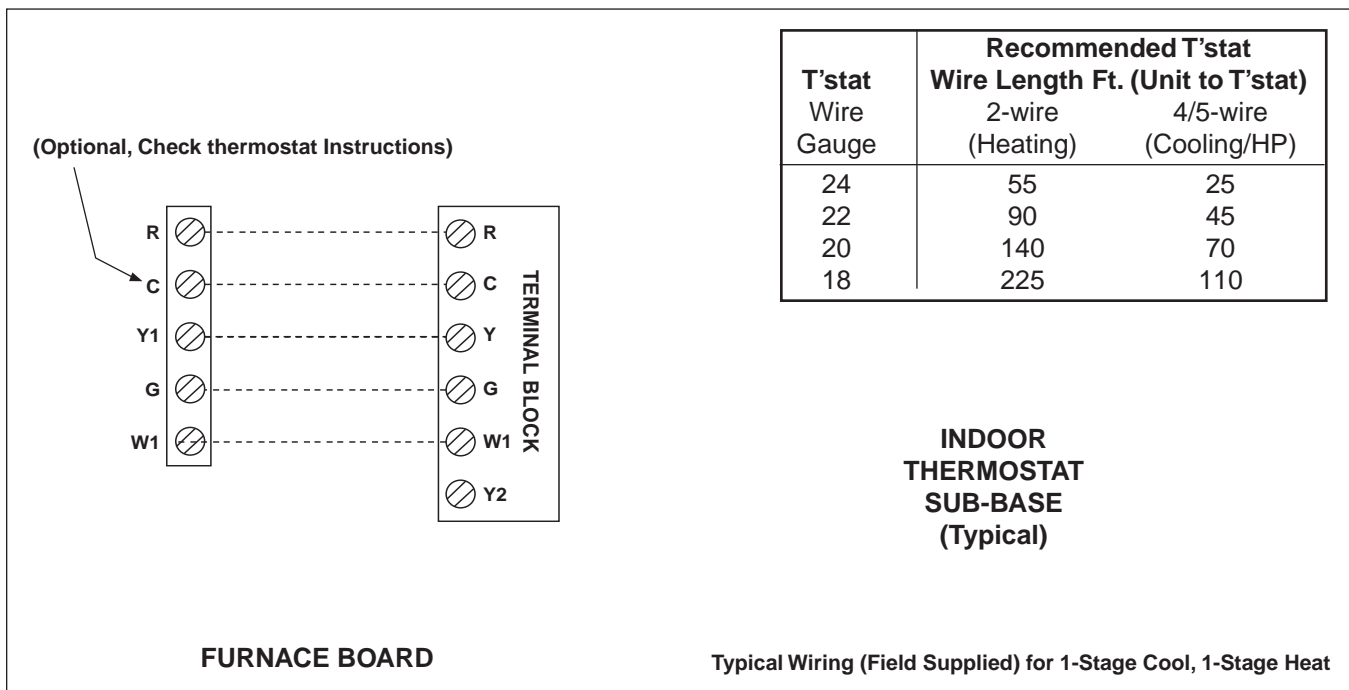 (Optional, Check thermostat Instructions)
R
C
Y1
G
W1
R
C
Y
G
W1
Y2
TERMINAL BLOCK
FURNACE BOARD
Recommended T'stat
T'stat Wire Length Ft. (Unit to T'stat)
Wire 2-wire 4/5-wire
Gauge (Heating) (Cooling/HP)
24 55 25
22 90 45
20 140 70
18 225 110
INDOOR
THERMOSTAT
SUB-BASE
(Typical)
Typical Wiring (Field Supplied) for 1-Stage Cool, 1-Stage Heat